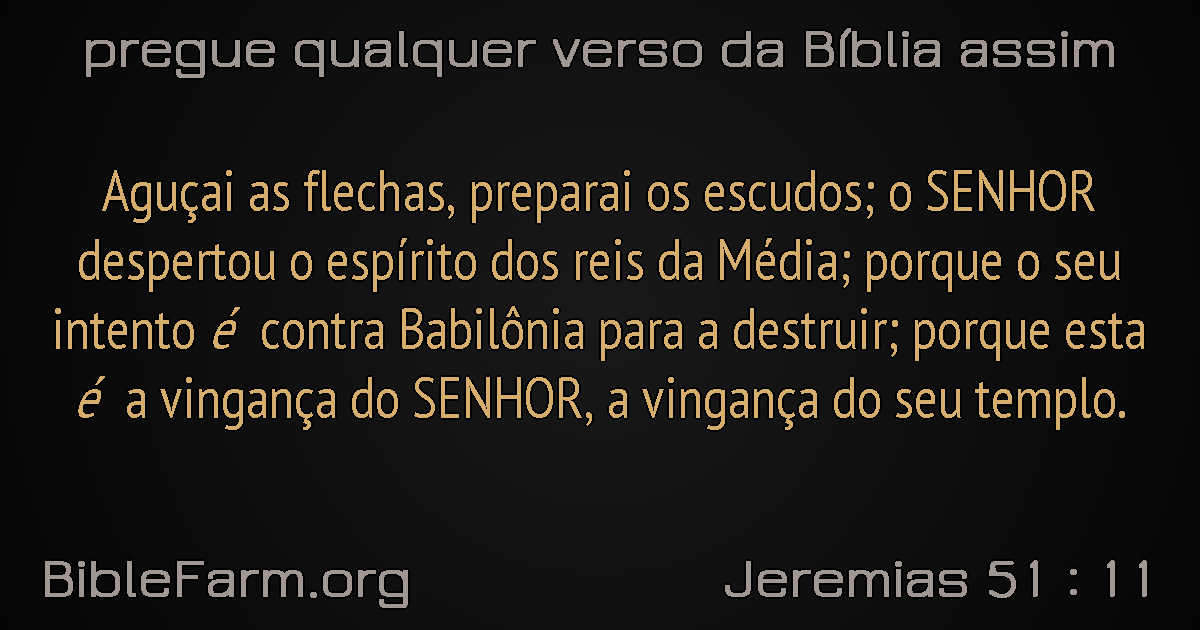 pregue qualquer verso da Bíblia assim
Aguçai as flechas, preparai os escudos; o SENHOR
despertou o espírito dos reis da Média; porque o seu
intento é contra Babilônia para a destruir; porque esta
é a vingança do SENHOR, a vingança do seu templo.
BibleFarm.org
Jeremias 51 : 11